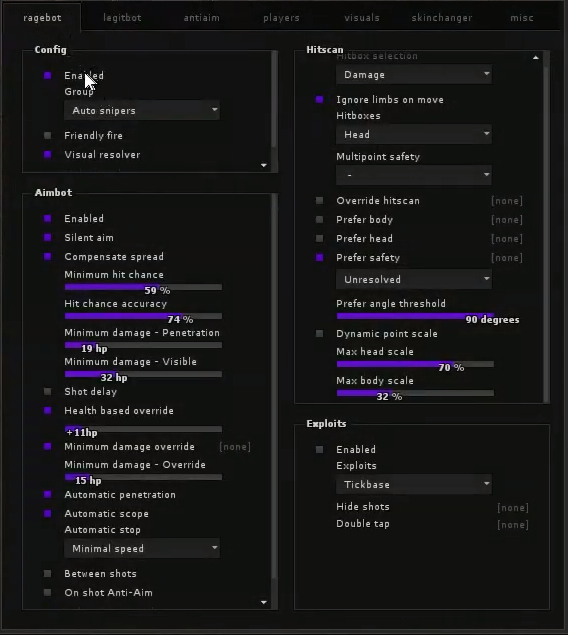 ragebot legitbot antiaim players visuals skinchanger misc
Config
Enabled
Group
Auto snipers
Friendly fire
Visual resolver
Aimbot
Enabled
Silent aim
Compensate spread
Minimum hit chance
59 %
Hit chance accuracy
74 %
Minimum damage - Penetration
19 hp
Minimum damage - Visible
32 hp
Shot delay
Health based override
+11hp
Minimum damage override [none]
Minimum damage - Override
15 hp
Automatic penetration
Automatic scope
Automatic stop
Minimal speed
Between shots
On shot Anti-Aim
Hitscan
Hitbox selection
Damage
Ignore limbs on move
Hitboxes
Head
Multipoint safety
-
Override hitscan [none]
Prefer body [none]
Prefer head [none]
Prefer safety [none]
Unresolved
Prefer angle threshold
90 degrees
Dynamic point scale
Max head scale
70 %
Max body scale
32 %
Exploits
Enabled
Exploits
Tickbase
Hide shots [none]
Double tap [none]